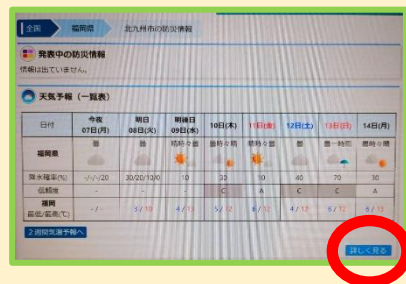 全国 福岡県 北九州市の防災情報
発表中の防災情報
情報は出ていません。
天気予報（一覧表）
日付 今夜 07日(月) 明日 08日(火) 明後日 09日(水) 10日(木) 11日(金) 12日(土) 13日(日) 14日(月)
福岡県 曇 曇 晴時々曇 曇時々晴 晴時々曇 曇 曇一時雨 曇時々晴
降水確率(%) -/-/-/20 30/20/10/0 10 30 10 40 70 30
信頼度 - - - C A C C A
福岡 最低/最高(℃) - / - 3 / 10 4 / 13 5 / 12 6 / 12 4 / 12 6 / 12 6 / 13
2週間気温予報へ
詳しく見る